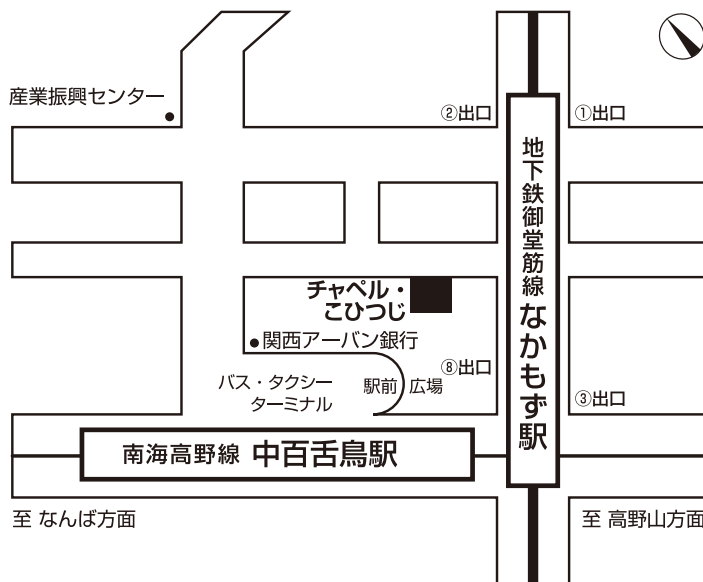 産業振興センター
②出口
①出口
地下鉄御堂筋線 なかもず駅
チャペル・
こひつじ
関西アーバン銀行
⑧出口
バス・タクシー
ターミナル
駅前 広場
③出口
南海高野線 中百舌鳥駅
至 なんば方面
至 高野山方面